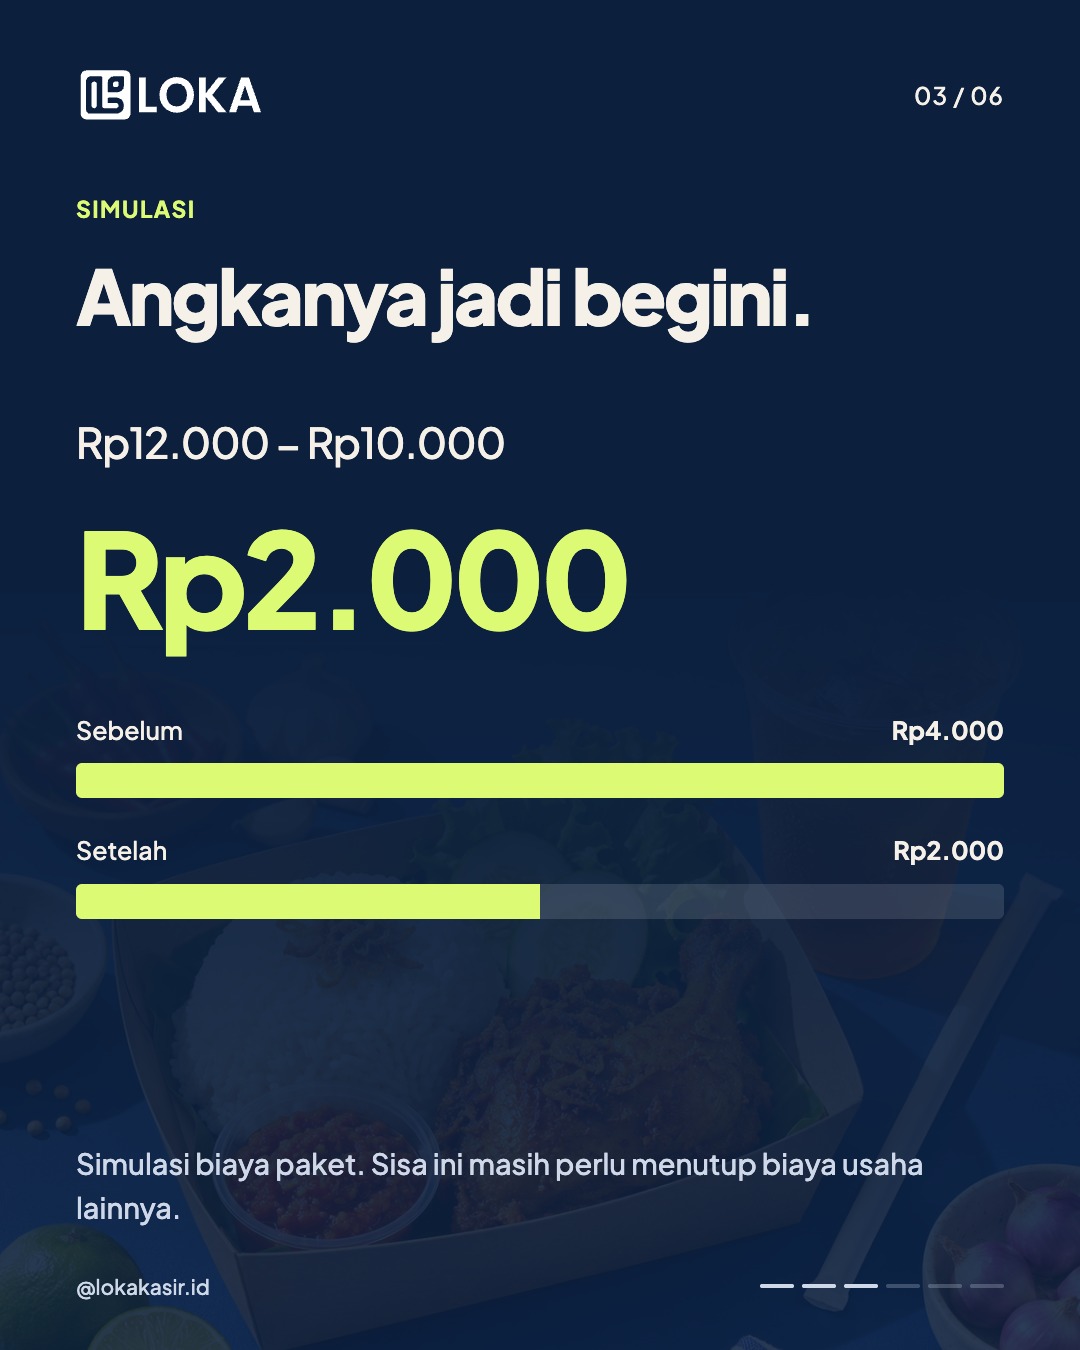 LOKA
03 / 06
SIMULASI
Angkanya jadi begini.
Rp12.000 – Rp10.000
Rp2.000
Sebelum Rp4.000
Setelah Rp2.000
Simulasi biaya paket. Sisa ini masih perlu menutup biaya usaha
lainnya.
@lokakasir.id